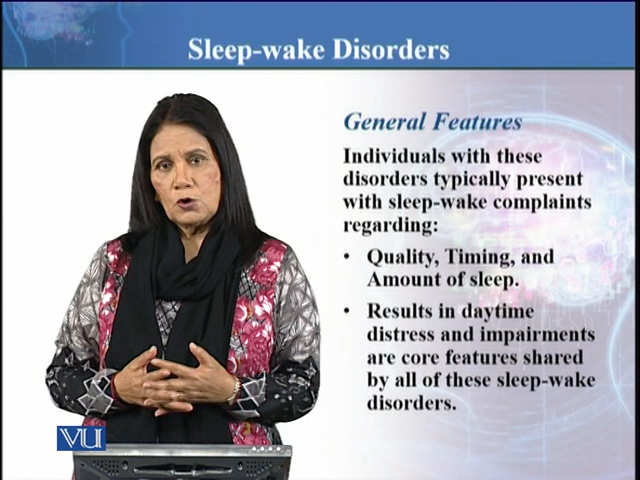 Sleep-wake Disorders
General Features
Individuals with these
disorders typically present
with sleep-wake complaints
regarding:
• Quality, Timing, and
Amount of sleep.
• Results in daytime
distress and impairments
are core features shared
by all of these sleep-wake
disorders.
VU